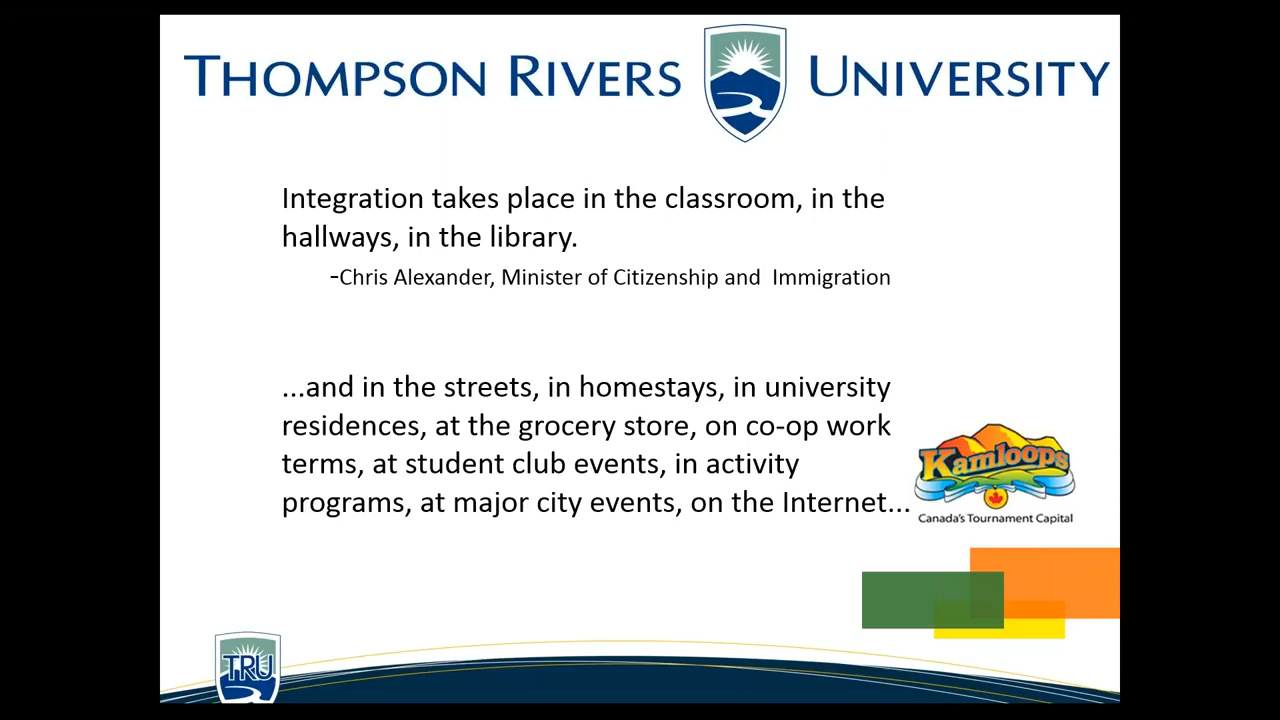 THOMPSON RIVERS UNIVERSITY
Integration takes place in the classroom, in the
hallways, in the library.
-Chris Alexander, Minister of Citizenship and  Immigration
...and in the streets, in homestays, in university
residences, at the grocery store, on co-op work
terms, at student club events, in activity
programs, at major city events, on the Internet...
Kamloops
Canada's Tournament Capital
TRU